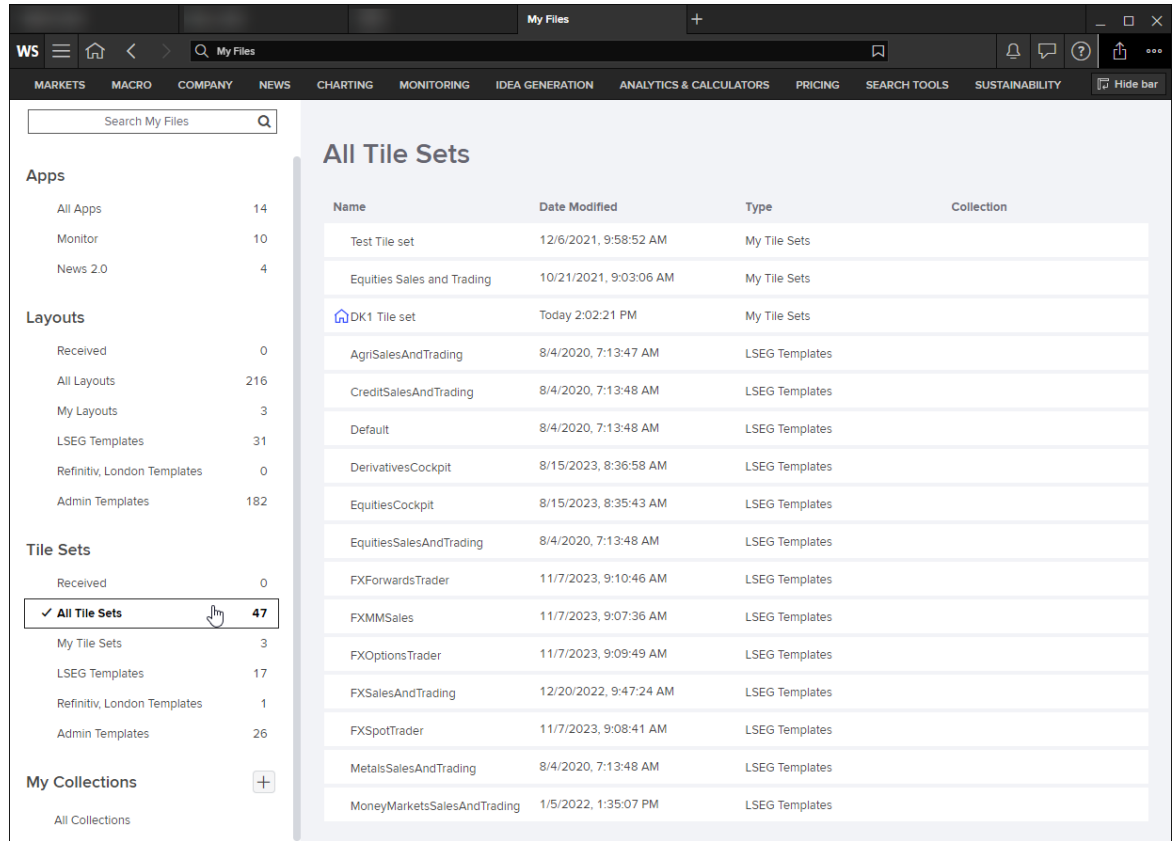 My Files
WS My Files
MARKETS MACRO COMPANY NEWS CHARTING MONITORING IDEA GENERATION ANALYTICS & CALCULATORS PRICING SEARCH TOOLS SUSTAINABILITY Hide bar
Search My Files
Apps
All Apps 14
Monitor 10
News 2.0 4
Layouts
Received 0
All Layouts 216
My Layouts 3
LSEG Templates 31
Refinitiv, London Templates 0
Admin Templates 182
Tile Sets
Received 0
All Tile Sets 47
My Tile Sets 3
LSEG Templates 17
Refinitiv, London Templates 1
Admin Templates 26
My Collections
All Collections
All Tile Sets
Name Date Modified Type Collection
Test Tile set 12/6/2021, 9:58:52 AM My Tile Sets
Equities Sales and Trading 10/21/2021, 9:03:06 AM My Tile Sets
DK1 Tile set Today 2:02:21 PM My Tile Sets
AgriSalesAndTrading 8/4/2020, 7:13:47 AM LSEG Templates
CreditSalesAndTrading 8/4/2020, 7:13:48 AM LSEG Templates
Default 8/4/2020, 7:13:48 AM LSEG Templates
DerivativesCockpit 8/15/2023, 8:36:58 AM LSEG Templates
EquitiesCockpit 8/15/2023, 8:35:43 AM LSEG Templates
EquitiesSalesAndTrading 8/4/2020, 7:13:48 AM LSEG Templates
FXForwardsTrader 11/7/2023, 9:10:46 AM LSEG Templates
FXMMSales 11/7/2023, 9:07:36 AM LSEG Templates
FXOptionsTrader 11/7/2023, 9:09:49 AM LSEG Templates
FXSalesAndTrading 12/20/2022, 9:47:24 AM LSEG Templates
FXSpotTrader 11/7/2023, 9:08:41 AM LSEG Templates
MetalsSalesAndTrading 8/4/2020, 7:13:48 AM LSEG Templates
MoneyMarketsSalesAndTrading 1/5/2022, 1:35:07 PM LSEG Templates